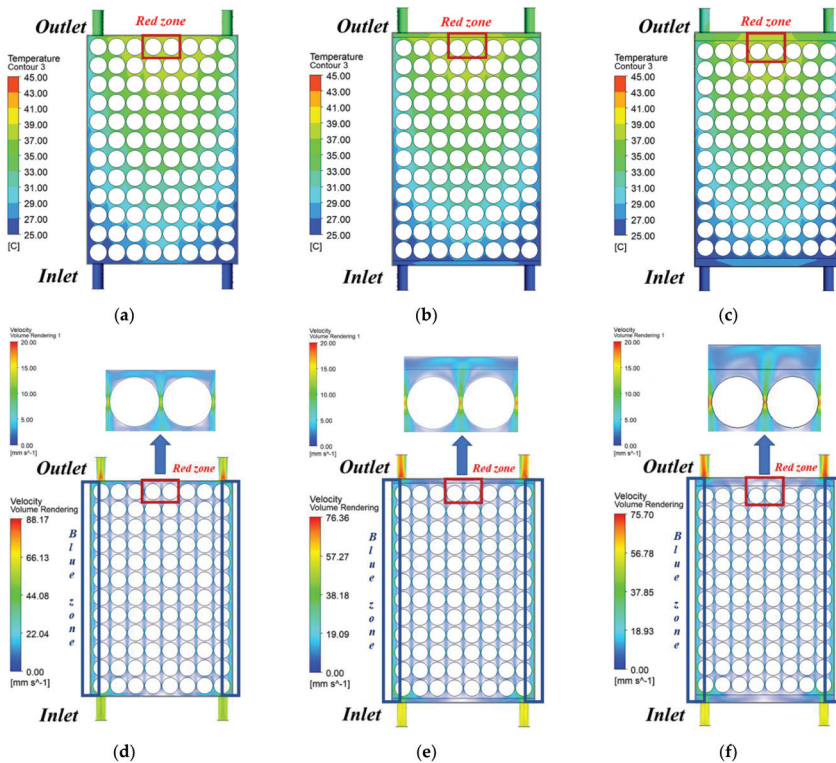 Outlet
Red zone
Temperature
Contour 3
45.00
43.00
41.00
39.00
37.00
35.00
33.00
31.00
29.00
27.00
25.00
[C]
Inlet
(a)
Outlet
Red zone
Temperature
Contour 3
45.00
43.00
41.00
39.00
37.00
35.00
33.00
31.00
29.00
27.00
25.00
[C]
Inlet
(b)
Outlet
Red zone
Temperature
Contour 3
45.00
43.00
41.00
39.00
37.00
35.00
33.00
31.00
29.00
27.00
25.00
[C]
Inlet
(c)
Velocity
Volume Rendering 1
20.00
15.00
10.00
5.00
0.00
[mm s^-1]
Outlet
Red zone
Velocity
Volume Rendering
88.17
66.13
44.08
22.04
0.00
[mm s^-1]
Blue zone
Inlet
(d)
Velocity
Volume Rendering 1
20.00
15.00
10.00
5.00
0.00
[mm s^-1]
Outlet
Red zone
Velocity
Volume Rendering
76.36
57.27
38.18
19.09
0.00
[mm s^-1]
Blue zone
Inlet
(e)
Velocity
Volume Rendering 1
20.00
15.00
10.00
5.00
0.00
[mm s^-1]
Outlet
Red zone
Velocity
Volume Rendering
75.70
56.78
37.85
18.93
0.00
[mm s^-1]
Blue zone
Inlet
(f)